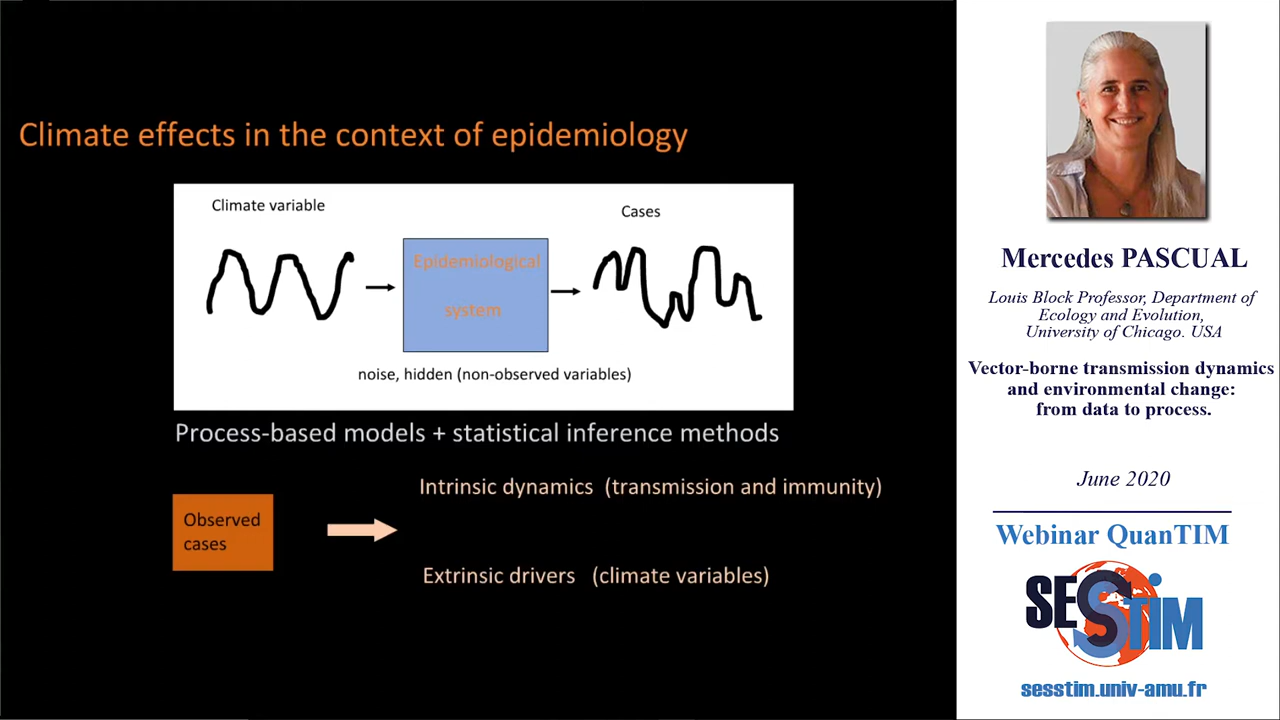 Climate effects in the context of epidemiology
Climate variable
Cases
Epidemiological
system
noise, hidden (non-observed variables)
Process-based models + statistical inference methods
Observed
cases
Intrinsic dynamics (transmission and immunity)
Extrinsic drivers (climate variables)
Mercedes PASCUAL
Louis Block Professor, Department of
Ecology and Evolution,
University of Chicago. USA
Vector-borne transmission dynamics
and environmental change:
from data to process.
June 2020
Webinar QuanTIM
SESSTIM
sesstim.univ-amu.fr